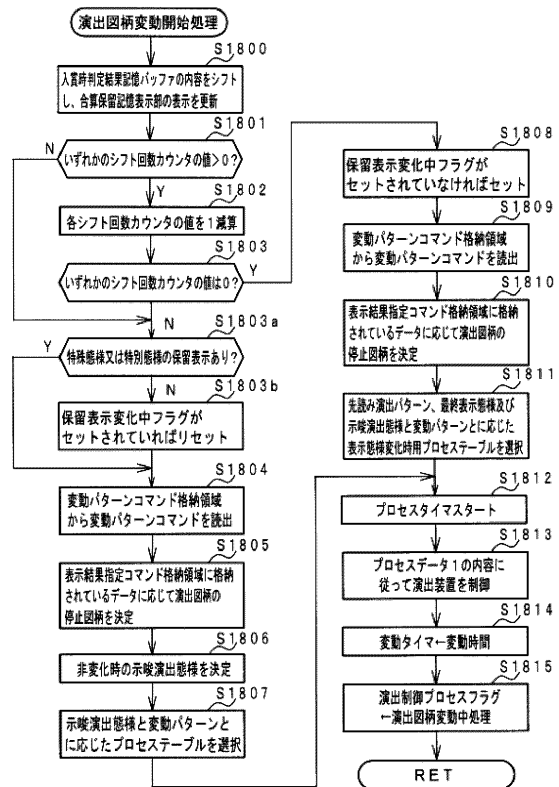 演出図柄変動開始処理
S1800
入賞時判定結果記憶バッファの内容をシフト
し、合算保留記憶表示部の表示を更新
S1801
N
いずれかのシフト回数カウンタの値>0?
Y
S1802
各シフト回数カウンタの値を1減算
S1803
いずれかのシフト回数カウンタの値は0?
Y
N
S1803a
Y
特殊態様又は特別態様の保留表示あり?
N
S1803b
保留表示変化中フラグが
セットされていればリセット
S1804
変動パターンコマンド格納領域
から変動パターンコマンドを読出
S1805
表示結果指定コマンド格納領域に格納
されているデータに応じて演出図柄の
停止図柄を決定
S1806
非変化時の示唆演出態様を決定
S1807
示唆演出態様と変動パターンと
に応じたプロセステーブルを選択
S1808
保留表示変化中フラグが
セットされていなければセット
S1809
変動パターンコマンド格納領域
から変動パターンコマンドを読出
S1810
表示結果指定コマンド格納領域に格納
されているデータに応じて演出図柄の
停止図柄を決定
S1811
先読み演出パターン、最終表示態様及び
示唆演出態様と変動パターンとに応じた
表示態様変化時用プロセステーブルを選択
S1812
プロセスタイマスタート
S1813
プロセスデータ1の内容に
従って演出装置を制御
S1814
変動タイマ←変動時間
S1815
演出制御プロセスフラグ
←演出図柄変動中処理
RET